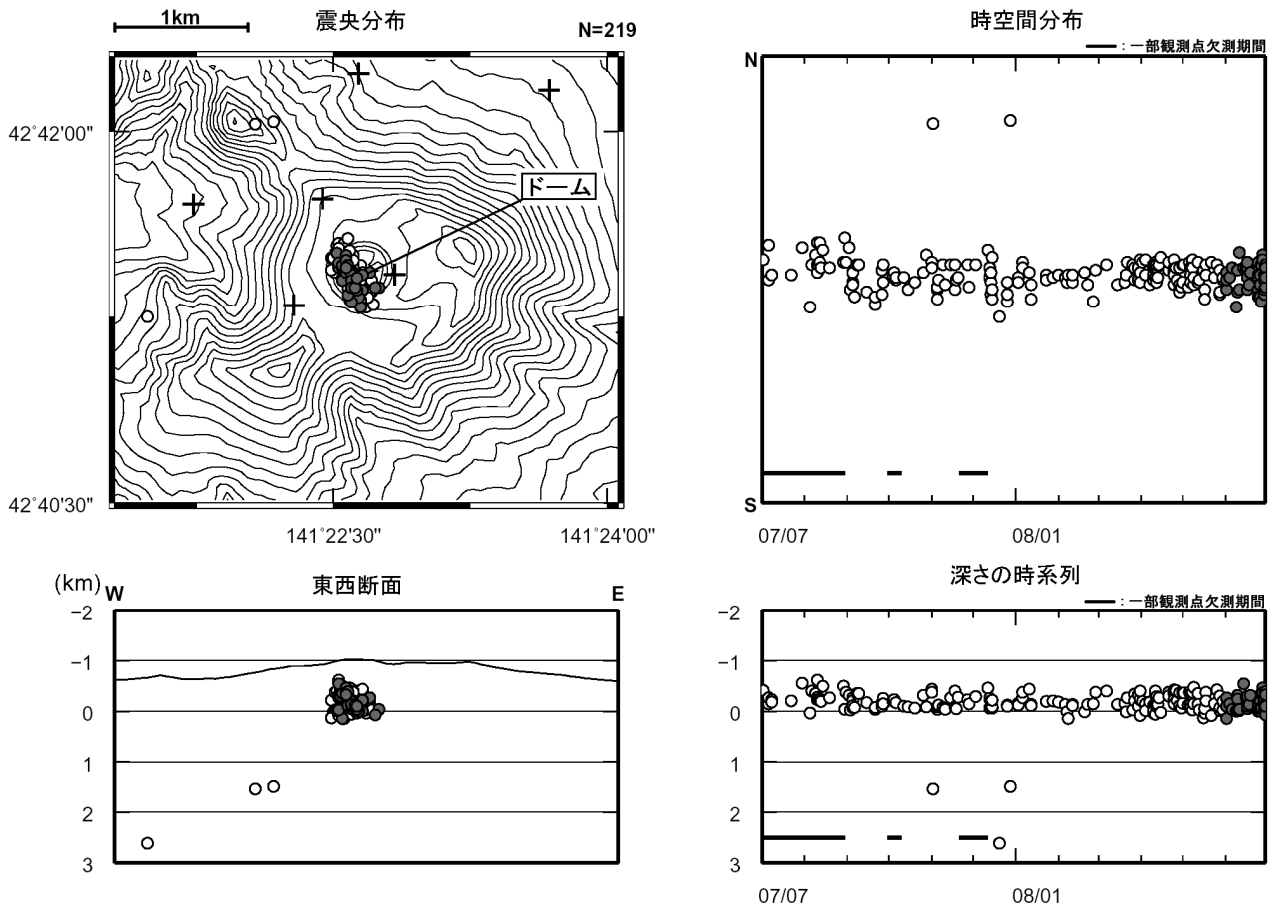 1km
震央分布
N=219
42°42'00"
ドーム
42°40'30"
141°22'30"
141°24'00"
時空間分布
：一部観測点欠測期間
N
S
07/07
08/01
東西断面
(km)
W
E
−2
−1
0
1
2
3
深さの時系列
：一部観測点欠測期間
−2
−1
0
1
2
3
07/07
08/01